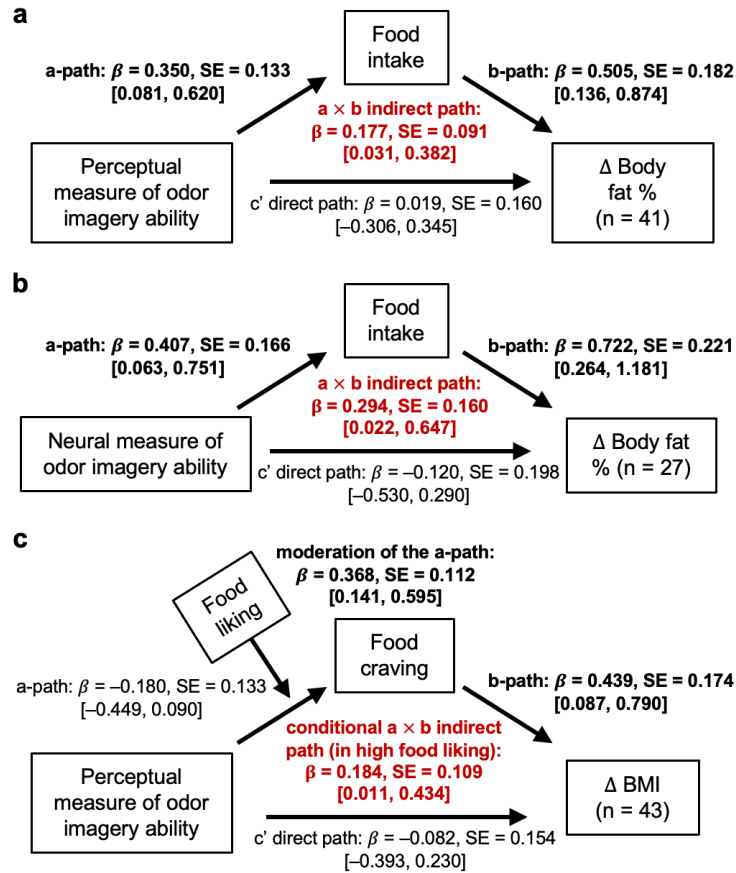 a
Food
intake
a-path: β = 0.350, SE = 0.133
[0.081, 0.620]
b-path: β = 0.505, SE = 0.182
[0.136, 0.874]
a × b indirect path:
β = 0.177, SE = 0.091
[0.031, 0.382]
Perceptual
measure of odor
imagery ability
c' direct path: β = 0.019, SE = 0.160
[–0.306, 0.345]
Δ Body
fat %
(n = 41)
b
Food
intake
a-path: β = 0.407, SE = 0.166
[0.063, 0.751]
b-path: β = 0.722, SE = 0.221
[0.264, 1.181]
a × b indirect path:
β = 0.294, SE = 0.160
[0.022, 0.647]
Neural measure of
odor imagery ability
c' direct path: β = –0.120, SE = 0.198
[–0.530, 0.290]
Δ Body fat
% (n = 27)
c
moderation of the a-path:
β = 0.368, SE = 0.112
[0.141, 0.595]
Food
liking
Food
craving
a-path: β = –0.180, SE = 0.133
[–0.449, 0.090]
b-path: β = 0.439, SE = 0.174
[0.087, 0.790]
conditional a × b indirect
path (in high food liking):
β = 0.184, SE = 0.109
[0.011, 0.434]
Perceptual
measure of odor
imagery ability
c' direct path: β = –0.082, SE = 0.154
[–0.393, 0.230]
Δ BMI
(n = 43)